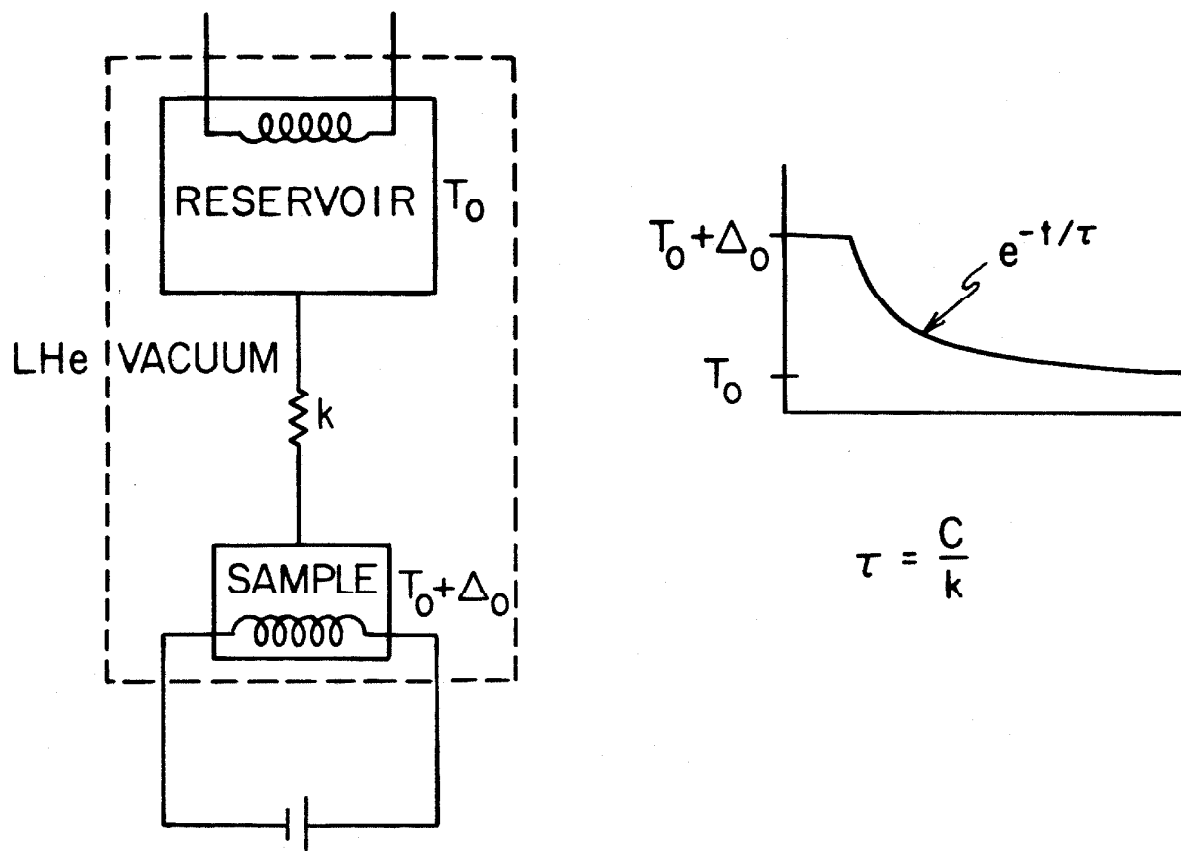 RESERVOIR
T₀
LHe
VACUUM
k
SAMPLE
T₀+Δ₀
T₀+Δ₀
e^{-t/τ}
T₀
τ = C/k